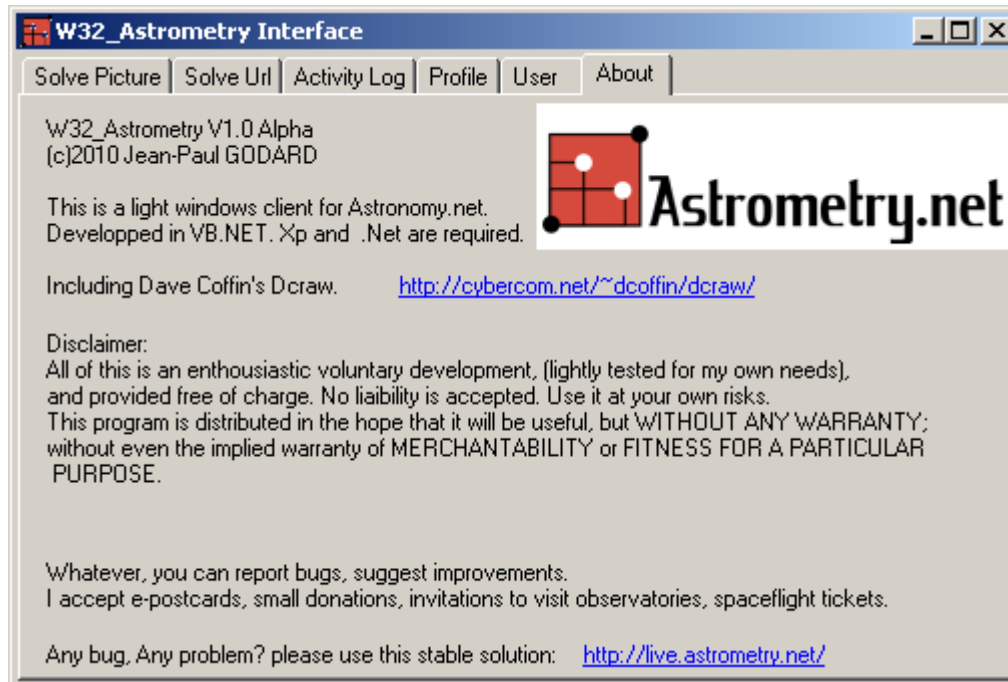 W32_Astrometry Interface
Solve Picture Solve Url Activity Log Profile User About
W32_Astrometry V1.0 Alpha
(c)2010 Jean-Paul GODARD
Astrometry.net
This is a light windows client for Astronomy.net.
Developped in VB.NET. Xp and .Net are required.
Including Dave Coffin's Dcraw. http://cybercom.net/~dcoffin/dcraw/
Disclaimer:
All of this is an enthousiastic voluntary development, (lightly tested for my own needs),
and provided free of charge. No liaibility is accepted. Use it at your own risks.
This program is distributed in the hope that it will be useful, but WITHOUT ANY WARRANTY;
without even the implied warranty of MERCHANTABILITY or FITNESS FOR A PARTICULAR
PURPOSE.
Whatever, you can report bugs, suggest improvements.
I accept e-postcards, small donations, invitations to visit observatories, spaceflight tickets.
Any bug, Any problem? please use this stable solution: http://live.astrometry.net/